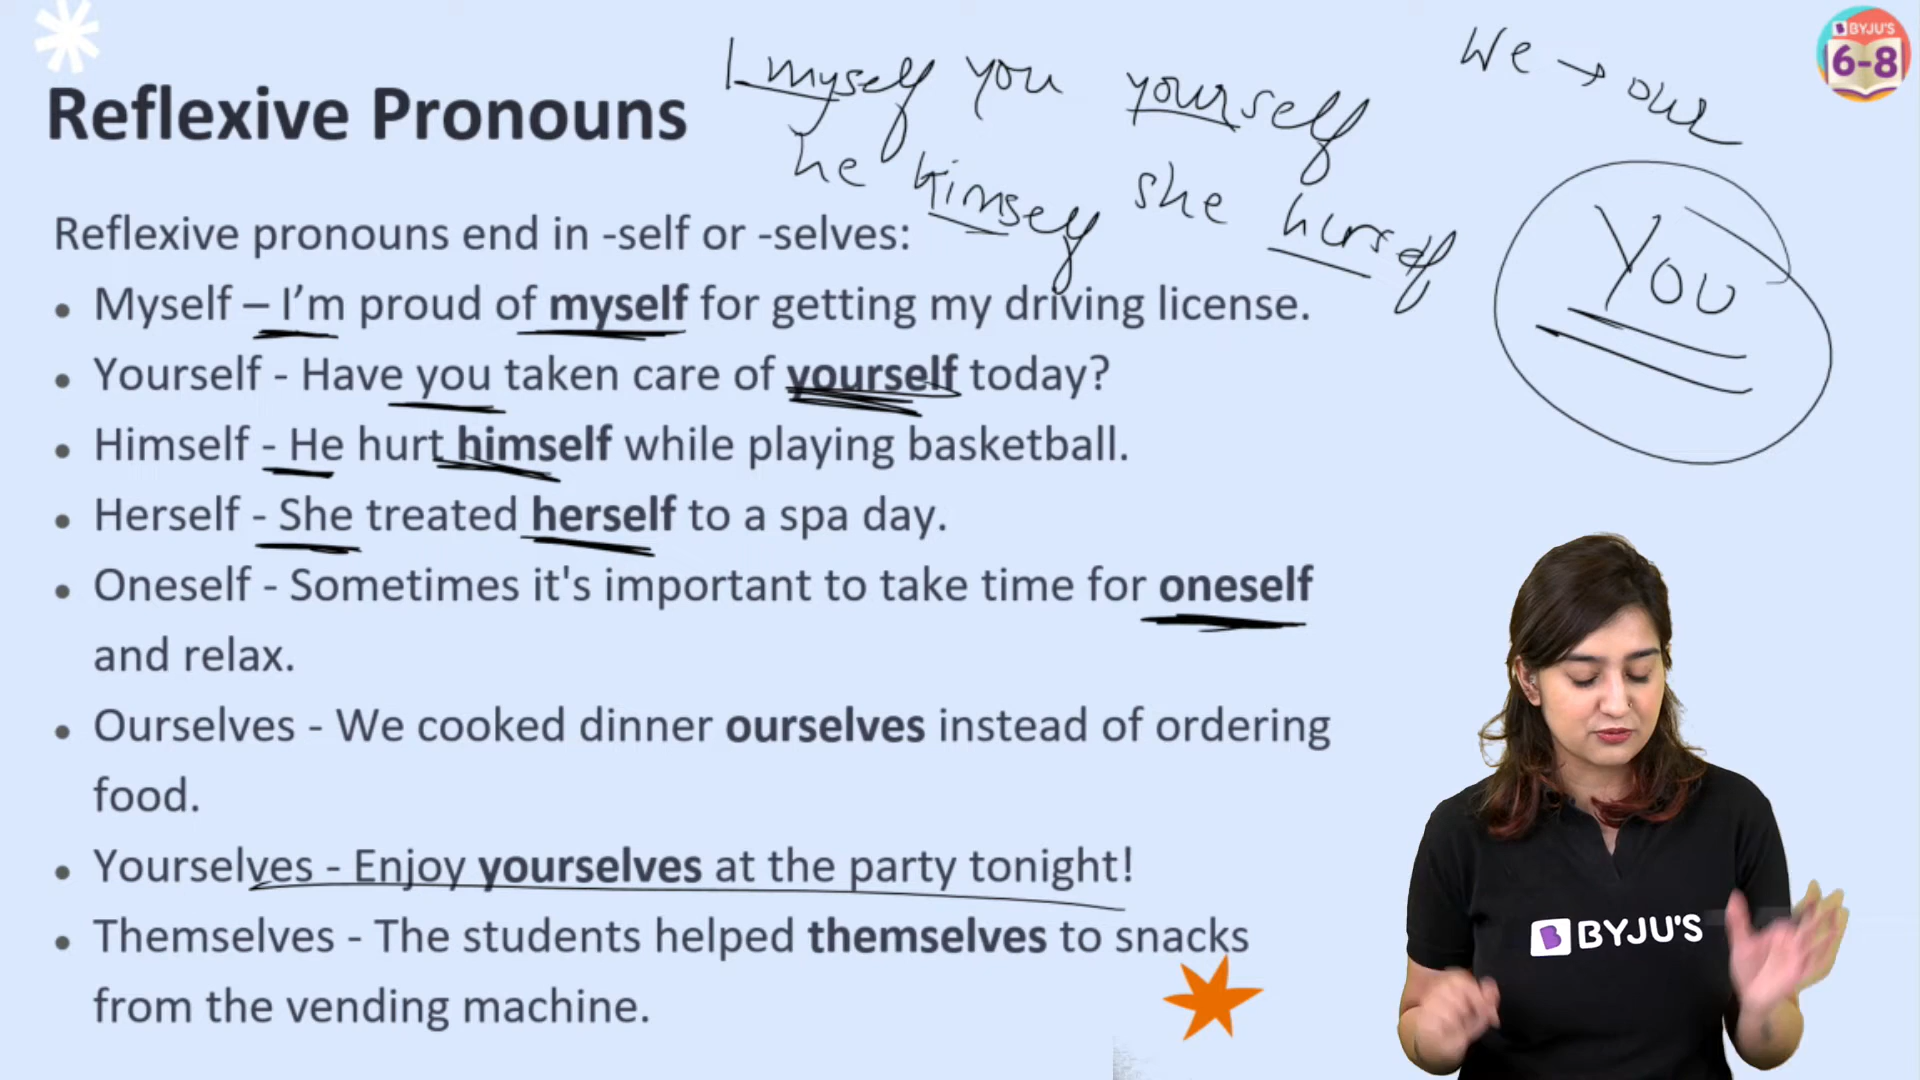 Reflexive Pronouns
I myself you yourself
he himself she herself
We → our
You
BYJU'S
6-8
Reflexive pronouns end in -self or -selves:
• Myself – I'm proud of myself for getting my driving license.
• Yourself - Have you taken care of yourself today?
• Himself - He hurt himself while playing basketball.
• Herself - She treated herself to a spa day.
• Oneself - Sometimes it's important to take time for oneself
and relax.
• Ourselves - We cooked dinner ourselves instead of ordering
food.
• Yourselves - Enjoy yourselves at the party tonight!
• Themselves - The students helped themselves to snacks
from the vending machine.
BYJU'S